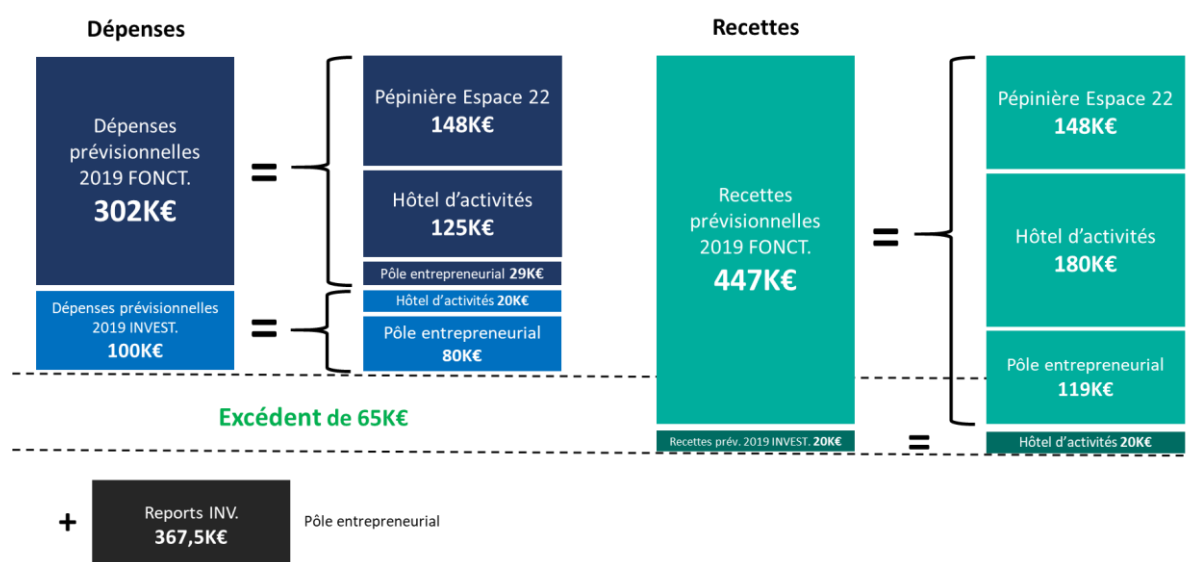 Dépenses
Dépenses
prévisionnelles
2019 FONCT.
302K€
=
Pépinière Espace 22
148K€
Hôtel d’activités
125K€
Pôle entrepreneurial 29K€
Dépenses prévisionnelles
2019 INVEST.
100K€
=
Hôtel d’activités 20K€
Pôle entrepreneurial
80K€
Excédent de 65K€
+
Reports INV.
367,5K€
Pôle entrepreneurial
Recettes
Recettes
prévisionnelles
2019 FONCT.
447K€
=
Pépinière Espace 22
148K€
Hôtel d’activités
180K€
Pôle entrepreneurial
119K€
Recettes prév. 2019 INVEST. 20K€
=
Hôtel d’activités 20K€